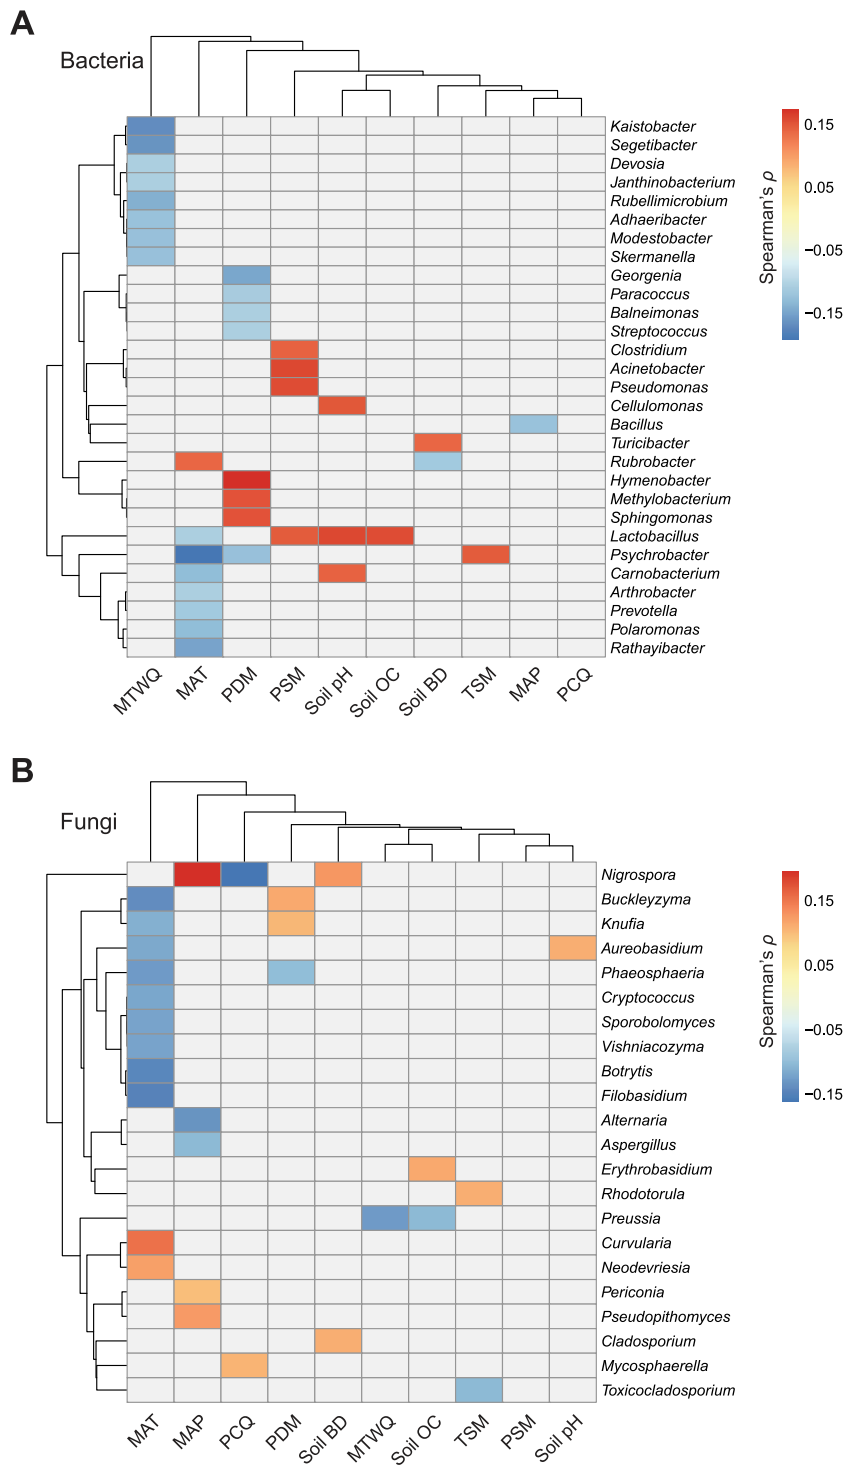 A
Bacteria
Kaistobacter
Segetibacter
Devosia
Janthinobacterium
Rubellimicrobium
Adhaeribacter
Modestobacter
Skermanella
Georgenia
Paracoccus
Balneimonas
Streptococcus
Clostridium
Acinetobacter
Pseudomonas
Cellulomonas
Bacillus
Turicibacter
Rubrobacter
Hymenobacter
Methylobacterium
Sphingomonas
Lactobacillus
Psychrobacter
Carnobacterium
Arthrobacter
Prevotella
Polaromonas
Rathayibacter
MTWQ
MAT
PDM
PSM
Soil pH
Soil OC
Soil BD
TSM
MAP
PCQ
Spearman's ρ
0.15
0.05
−0.05
−0.15
B
Fungi
Nigrospora
Buckleyzyma
Knufia
Aureobasidium
Phaeosphaeria
Cryptococcus
Sporobolomyces
Vishniacozyma
Botrytis
Filobasidium
Alternaria
Aspergillus
Erythrobasidium
Rhodotorula
Preussia
Curvularia
Neodevriesia
Periconia
Pseudopithomyces
Cladosporium
Mycosphaerella
Toxicocladosporium
MAT
MAP
PCQ
PDM
Soil BD
MTWQ
Soil OC
TSM
PSM
Soil pH
Spearman's ρ
0.15
0.05
−0.05
−0.15